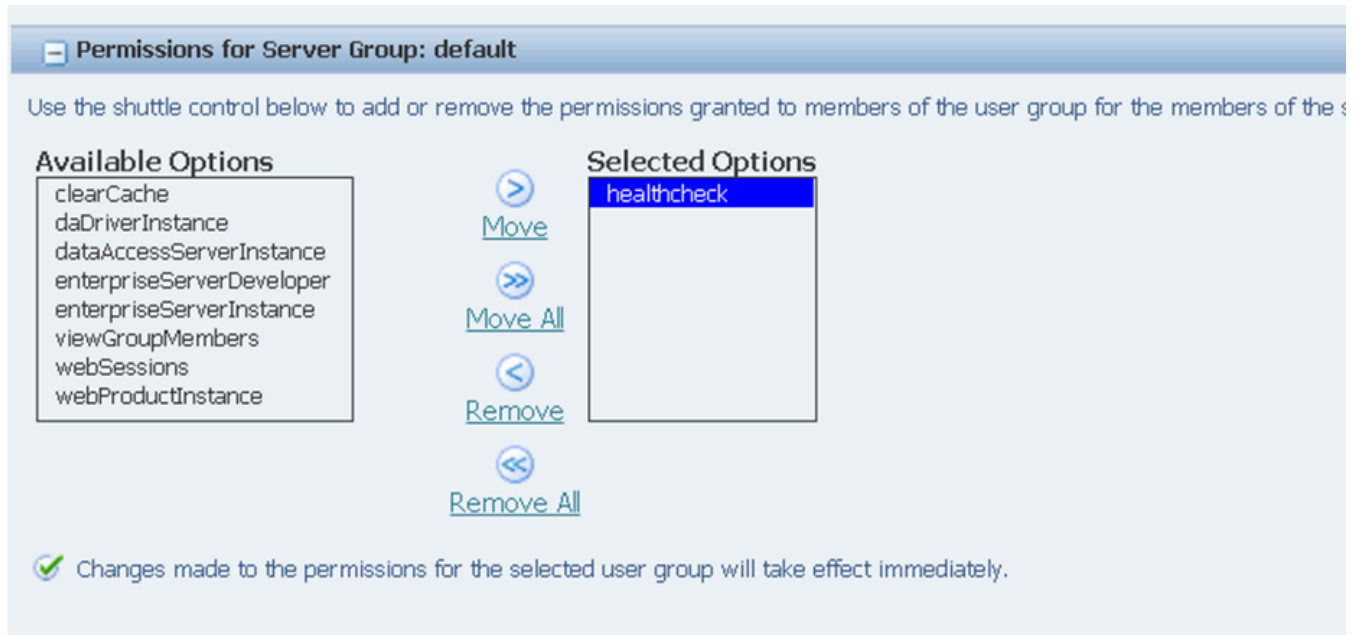 Permissions for Server Group: default
Use the shuttle control below to add or remove the permissions granted to members of the user group for the members of the
Available Options
clearCache
daDriverInstance
dataAccessServerInstance
enterpriseServerDeveloper
enterpriseServerInstance
viewGroupMembers
webSessions
webProductInstance
Move
Move All
Remove
Remove All
Selected Options
healthcheck
Changes made to the permissions for the selected user group will take effect immediately.